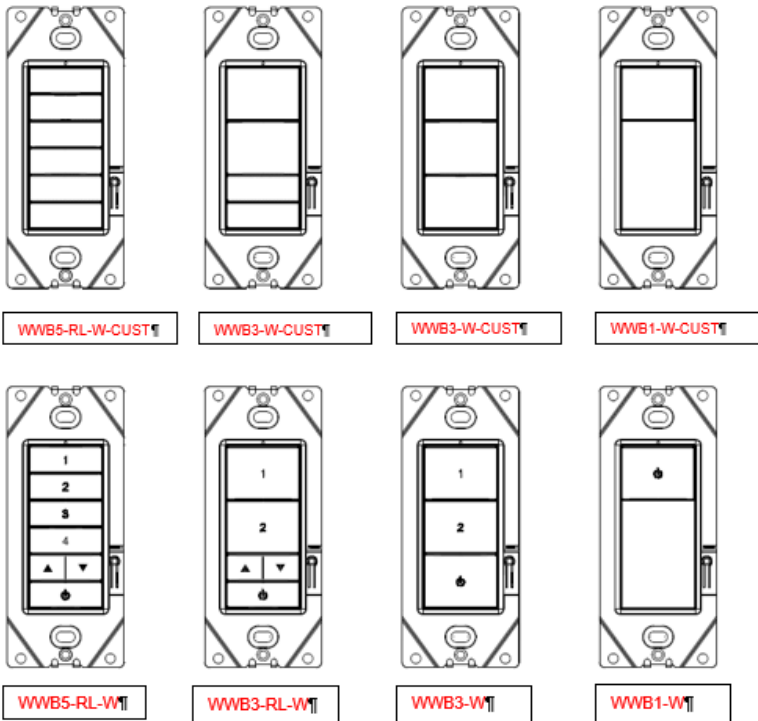 WWB5-RL-W-CUST¶
WWB3-W-CUST¶
WWB3-W-CUST¶
WWB1-W-CUST¶
1
2
3
4
▲ ▼
⏻
1
2
▲ ▼
⏻
1
2
⏻
⏻
WWB5-RL-W¶
WWB3-RL-W¶
WWB3-W¶
WWB1-W¶